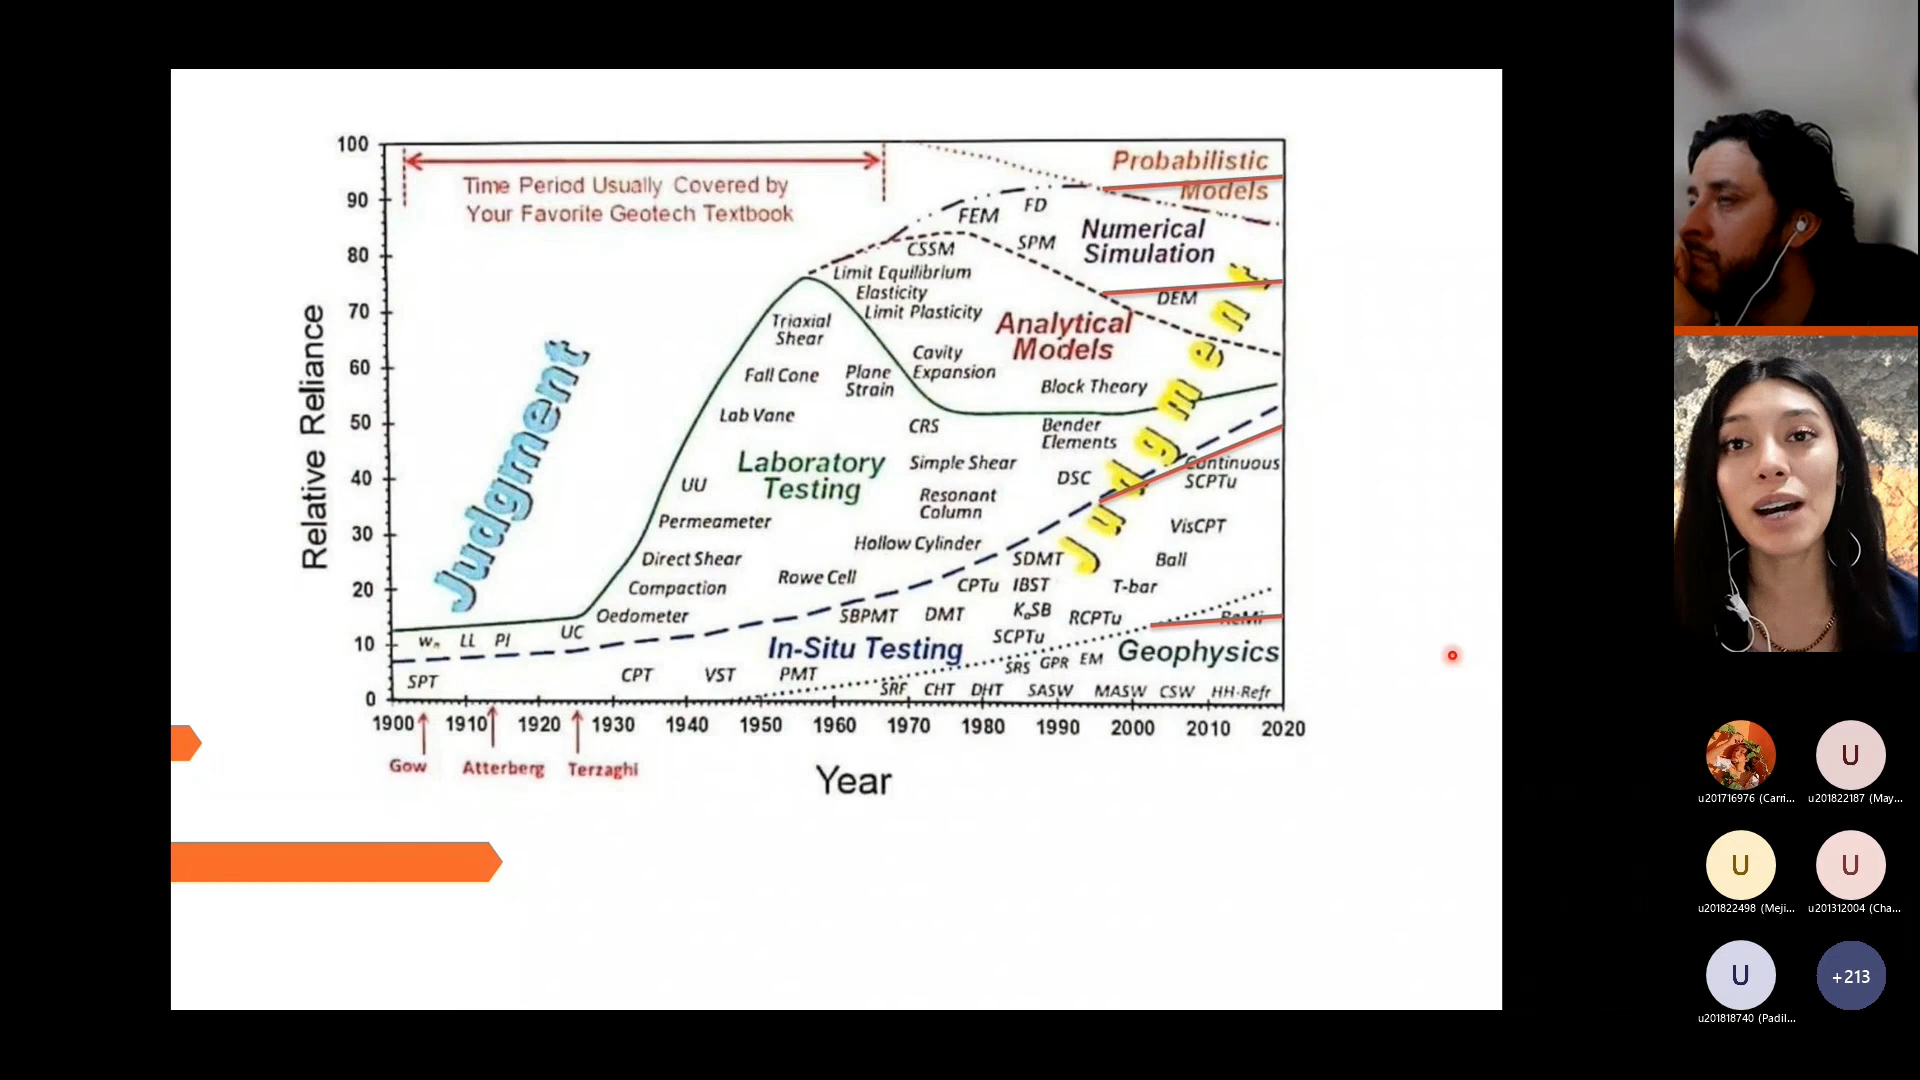 100
90
80
70
60
50
40
30
20
10
0
Relative Reliance
Time Period Usually Covered by
Your Favorite Geotech Textbook
Judgment
Probabilistic
Models
FEM
FD
Numerical
Simulation
CSSM
SPM
Limit Equilibrium
Elasticity
Limit Plasticity
DEM
Analytical
Models
Judgment
Triaxial
Shear
Cavity
Expansion
Fall Cone
Plane
Strain
Block Theory
Lab Vane
CRS
Bender
Elements
Laboratory
Testing
Simple Shear
DSC
Continuous
SCPTu
UU
Resonant
Column
Permeameter
VisCPT
Hollow Cylinder
Direct Shear
SDMT
Ball
Compaction
Rowe Cell
CPTu
IBST
T-bar
Oedometer
SBPMT
DMT
KoSB
RCPTu
ReMi
UC
wn
LL
PI
SCPTu
In-Situ Testing
Geophysics
SPT
CPT
VST
PMT
SRS
GPR
EM
SRF
CHT
DHT
SASW
MASW
CSW
HH-Refr
1900 1910 1920 1930 1940 1950 1960 1970 1980 1990 2000 2010 2020
Gow
Atterberg
Terzaghi
Year
u201716976 (Carri...
U
u201822187 (May...
U
u201822498 (Meji...
U
u201312004 (Cha...
U
u201818740 (Padil...
+213